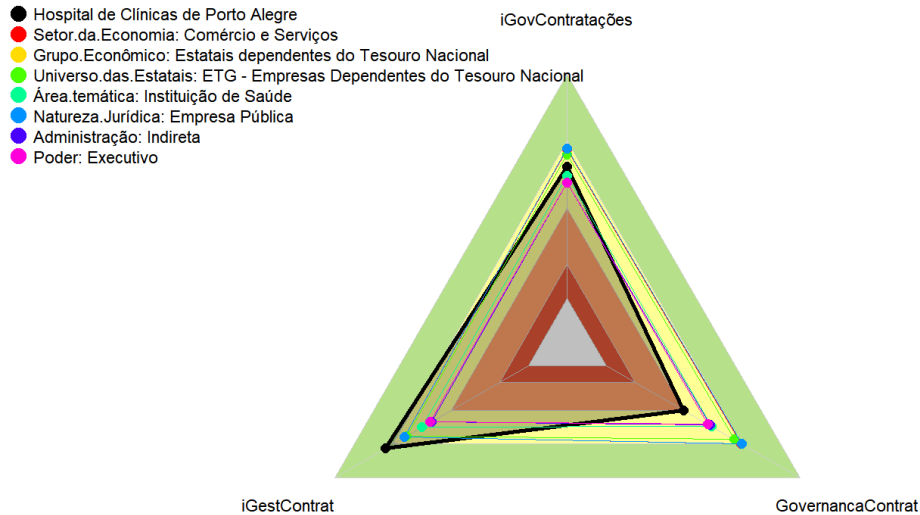 Hospital de Clínicas de Porto Alegre
iGovContratações
Setor.da.Economia: Comércio e Serviços
Grupo.Econômico: Estatais dependentes do Tesouro Nacional
Universo.das.Estatais: ETG - Empresas Dependentes do Tesouro Nacional
Área.temática: Instituição de Saúde
Natureza.Jurídica: Empresa Pública
Administração: Indireta
Poder: Executivo
iGestContrat
GovernancaContrat